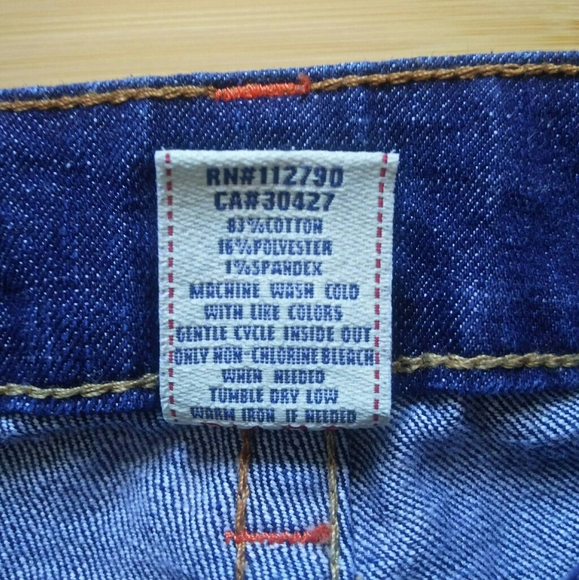 RN#112790
CA#30427
83%COTTON
16%POLYESTER
1%SPANDEX
MACHINE WASH COLD
WITH LIKE COLORS
GENTLE CYCLE INSIDE OUT
ONLY NON-CHLORINE BLEACH
WHEN NEEDED
TUMBLE DRY LOW
WARM IRON IF NEEDED